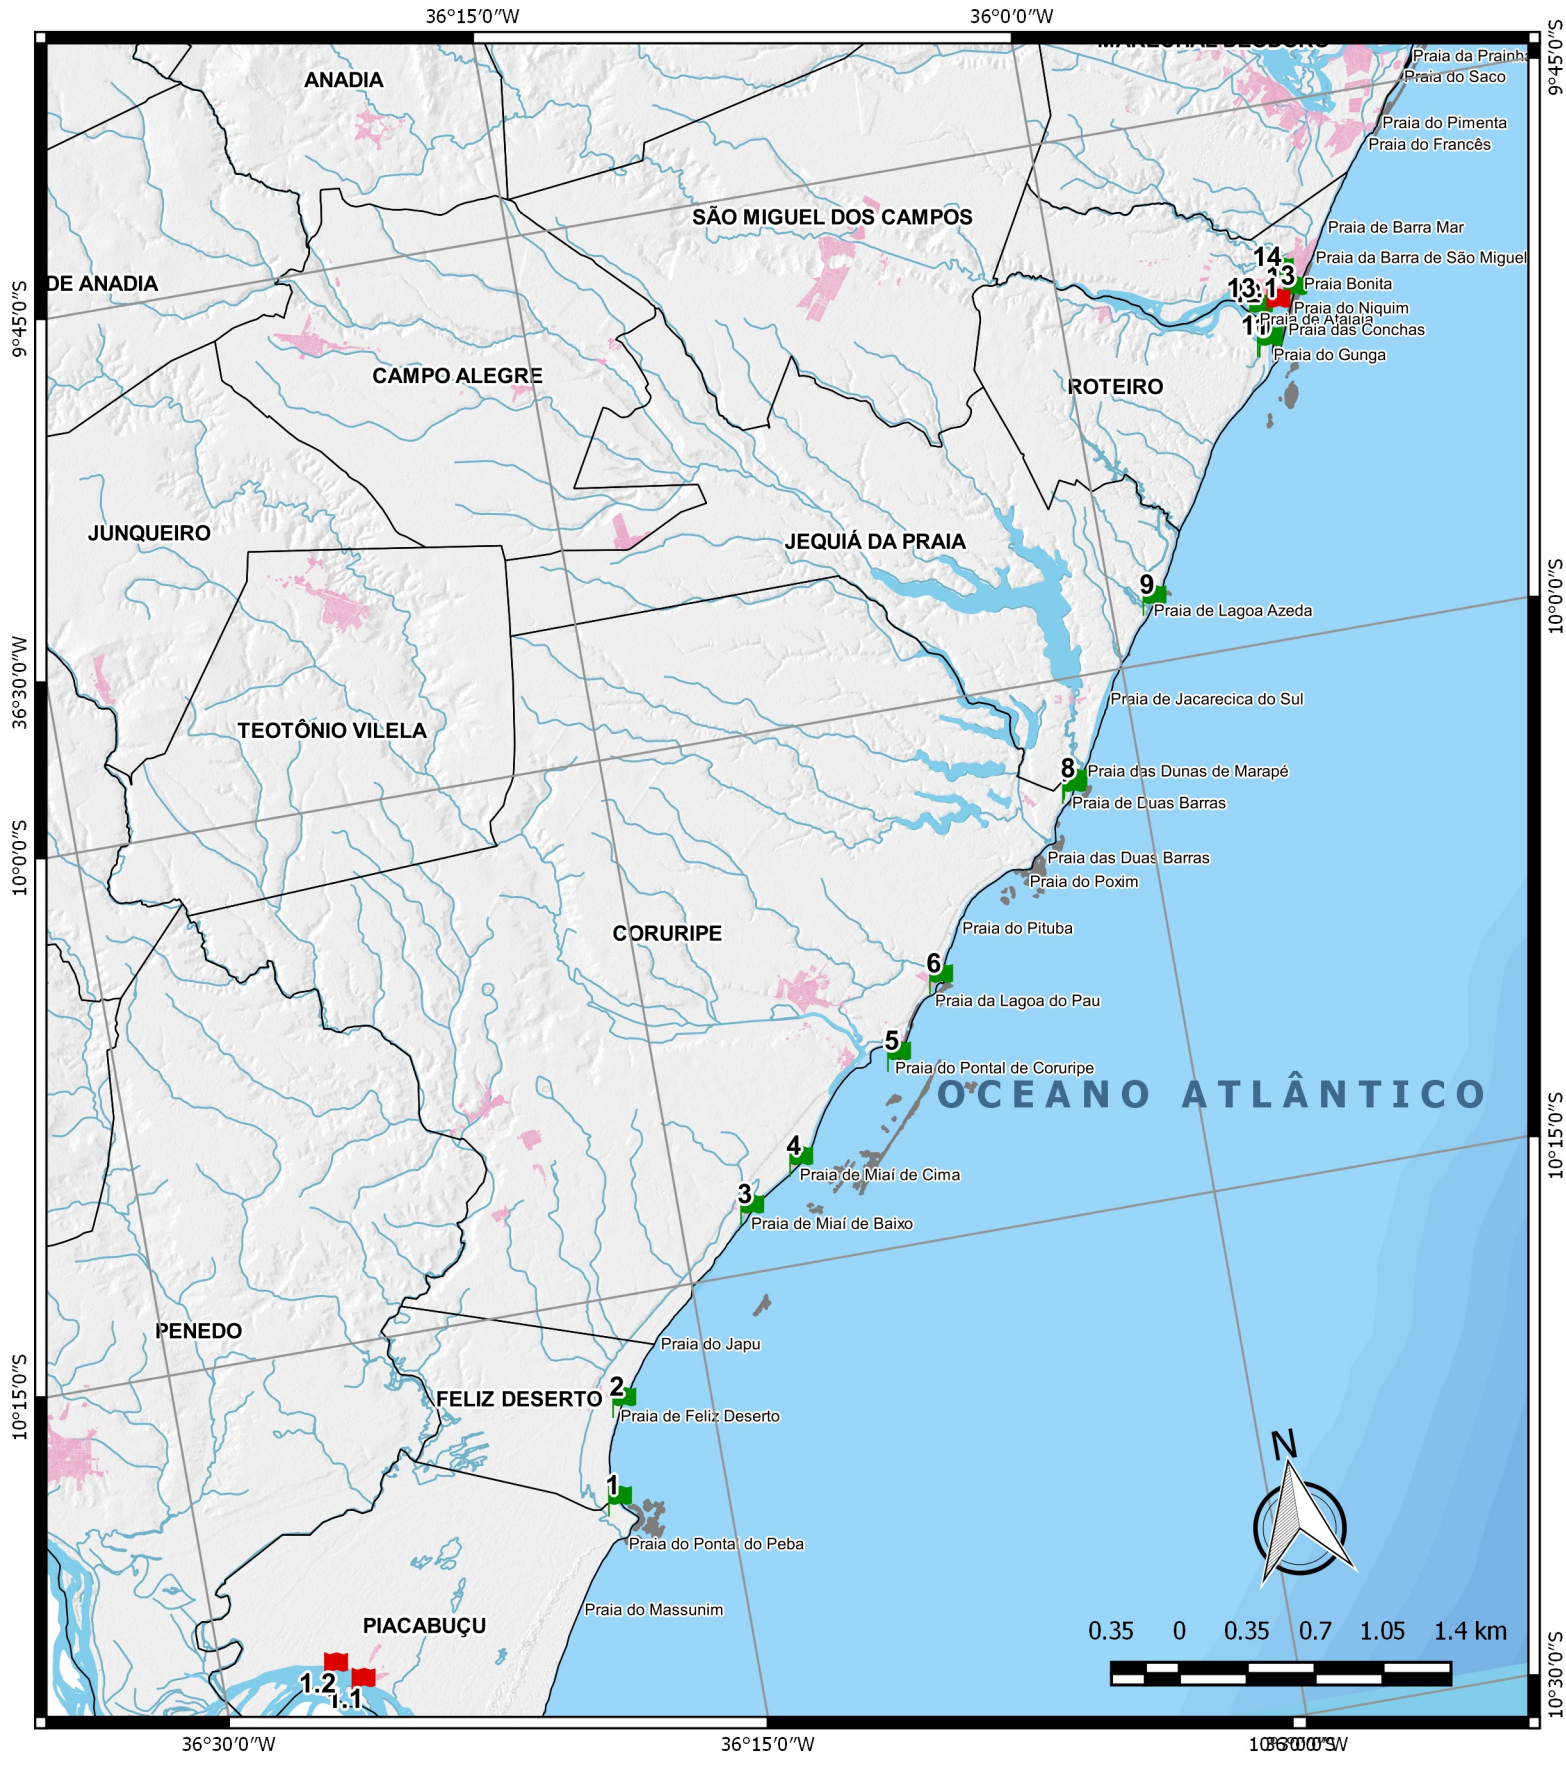 36°15'0''W
36°0'0''W
MARECHAL DEODORO
9°45'0''S
Praia da Prainha
Praia do Saco
ANADIA
Praia do Pimenta
Praia do Francês
SÃO MIGUEL DOS CAMPOS
Praia de Barra Mar
14
Praia da Barra de São Miguel
DE ANADIA
13
Praia Bonita
13.1
Praia do Niquim
Praia de Atalaia
Praia das Conchas
9°45'0''S
Praia do Gunga
CAMPO ALEGRE
ROTEIRO
JUNQUEIRO
JEQUIÁ DA PRAIA
9
10°0'0''S
Praia de Lagoa Azeda
36°30'0''W
Praia de Jacarecica do Sul
TEOTÔNIO VILELA
8
Praia das Dunas de Marapé
Praia de Duas Barras
10°0'0''S
Praia das Duas Barras
Praia do Poxim
CORURIPE
Praia do Pituba
6
Praia da Lagoa do Pau
5
Praia do Pontal de Coruripe
OCEANO ATLÂNTICO
10°15'0''S
4
Praia de Miaí de Cima
3
Praia de Miaí de Baixo
PENEDO
Praia do Japu
10°15'0''S
2
FELIZ DESERTO
Praia de Feliz Deserto
N
1
Praia do Pontal do Peba
Praia do Massunim
PIACABUÇU
0.35 0 0.35 0.7 1.05 1.4 km
1.2
1.1
10°30'0''S
36°30'0''W
36°15'0''W